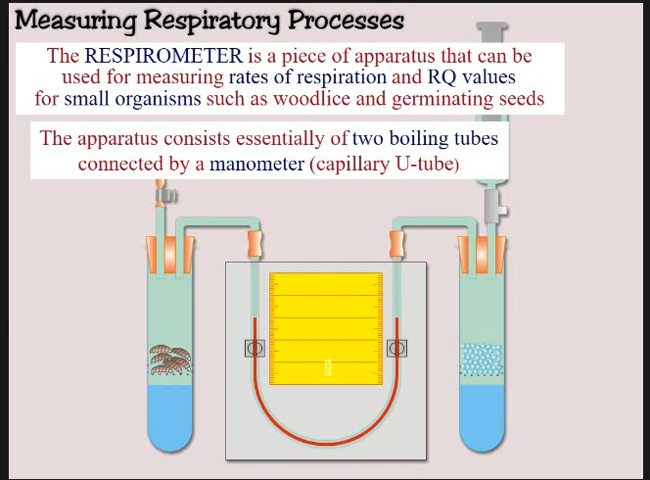 Measuring Respiratory Processes
The RESPIROMETER is a piece of apparatus that can be
used for measuring rates of respiration and RQ values
for small organisms such as woodlice and germinating seeds
The apparatus consists essentially of two boiling tubes
connected by a manometer (capillary U-tube)